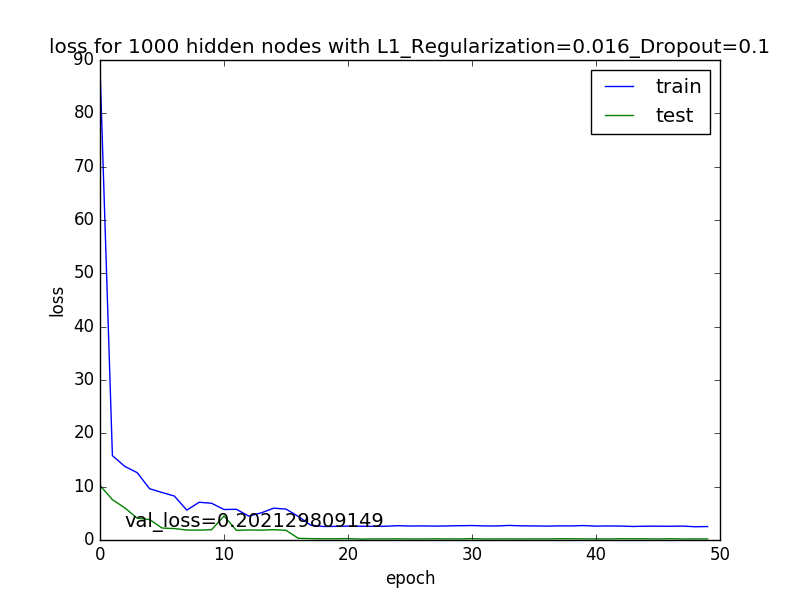 loss for 1000 hidden nodes with L1_Regularization=0.016_Dropout=0.1
90
80
70
60
50
40
30
20
10
0
loss
train
test
val_loss=0.202129809149
0 10 20 30 40 50
epoch